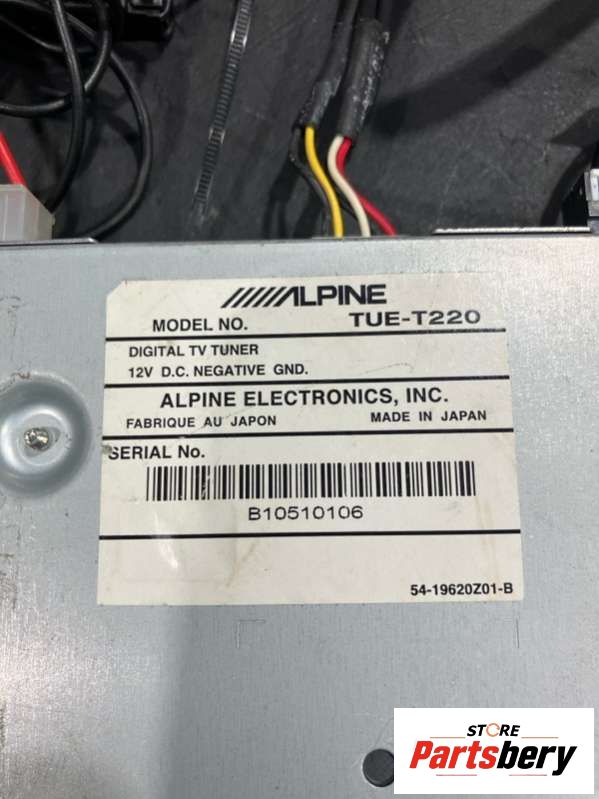 ALPINE
MODEL NO. TUE-T220
DIGITAL TV TUNER
12V D.C. NEGATIVE GND.
ALPINE ELECTRONICS, INC.
FABRIQUE AU JAPON MADE IN JAPAN
SERIAL No.
B10510106
54-19620Z01-B
STORE
Partsbery